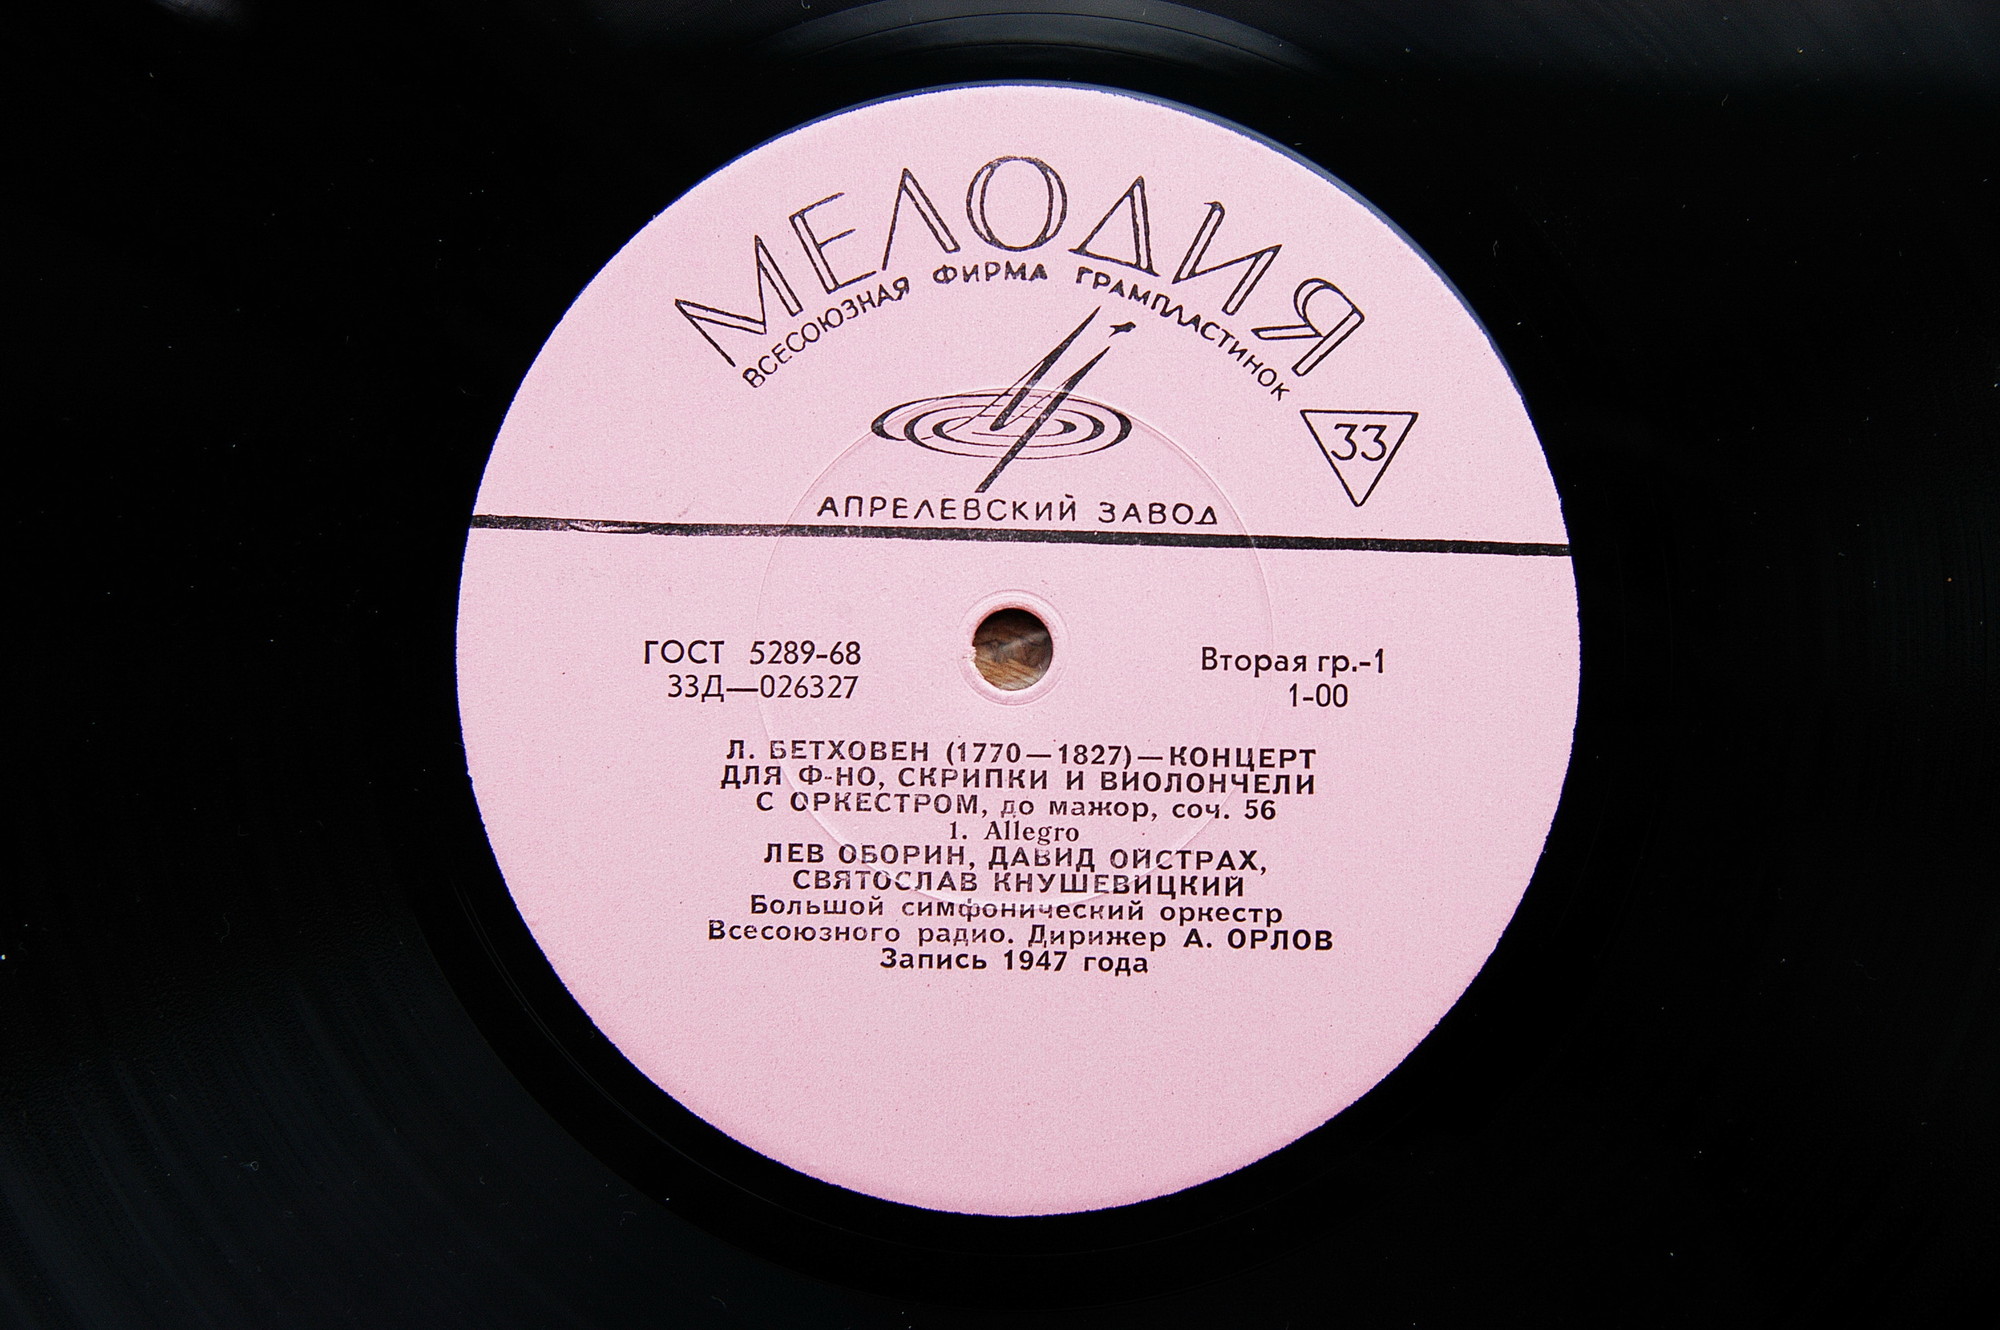 МЕЛОДИЯ
ВСЕСОЮЗНАЯ ФИРМА ГРАМПЛАСТИНОК
33
АПРЕЛЕВСКИЙ ЗАВОД
ГОСТ 5289-68
33Д—026327
Вторая гр.-1
1-00
Л. БЕТХОВЕН (1770—1827)—КОНЦЕРТ
ДЛЯ Ф-НО, СКРИПКИ И ВИОЛОНЧЕЛИ
С ОРКЕСТРОМ, до мажор, соч. 56
1. Allegro
ЛЕВ ОБОРИН, ДАВИД ОЙСТРАХ,
СВЯТОСЛАВ КНУШЕВИЦКИЙ
Большой симфонический оркестр
Всесоюзного радио. Дирижер А. ОРЛОВ
Запись 1947 года